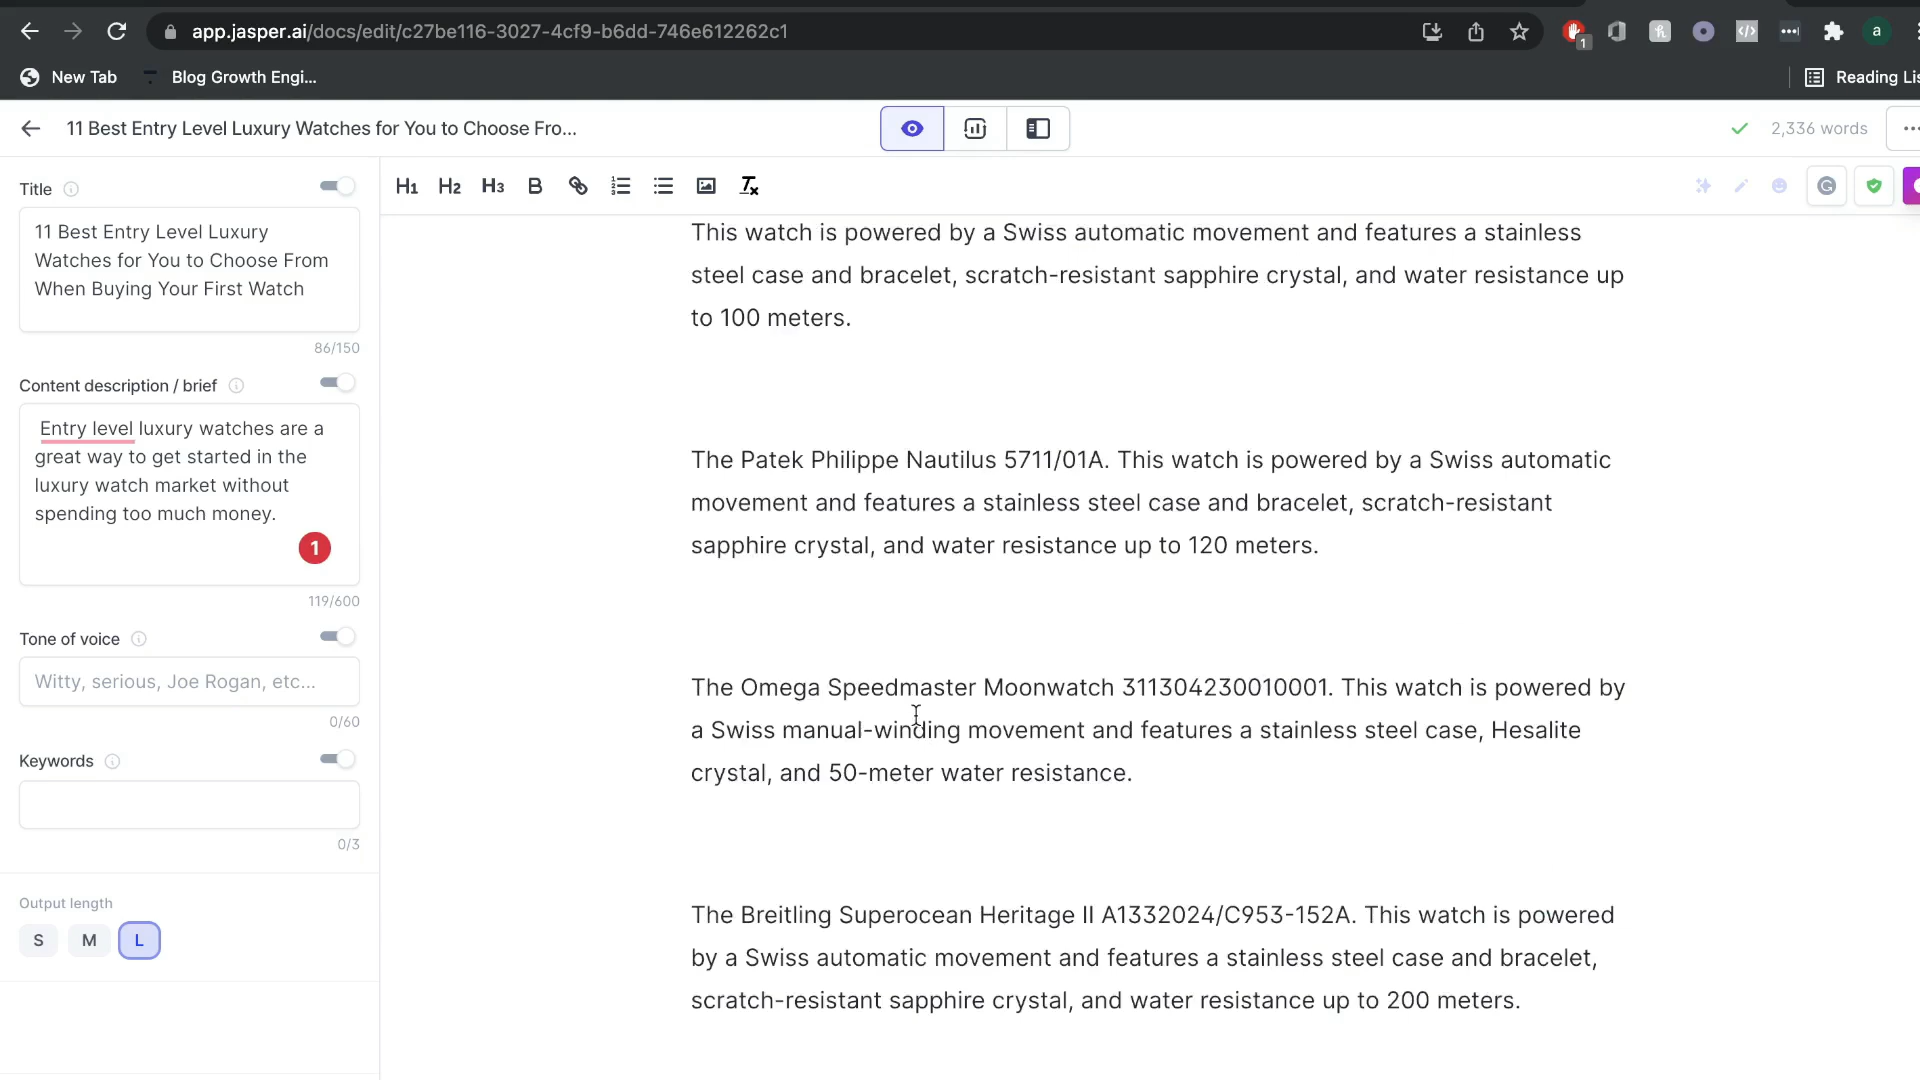 app.jasper.ai/docs/edit/c27be116-3027-4cf9-b6dd-746e612262c1
1
a
New Tab
Blog Growth Engi...
Reading Lis
11 Best Entry Level Luxury Watches for You to Choose Fro...
2,336 words
Title
H1 H2 H3 B
11 Best Entry Level Luxury
Watches for You to Choose From
When Buying Your First Watch
86/150
Content description / brief
Entry level luxury watches are a
great way to get started in the
luxury watch market without
spending too much money.
1
119/600
Tone of voice
Witty, serious, Joe Rogan, etc...
0/60
Keywords
0/3
Output length
S M L
This watch is powered by a Swiss automatic movement and features a stainless
steel case and bracelet, scratch-resistant sapphire crystal, and water resistance up
to 100 meters.
The Patek Philippe Nautilus 5711/01A. This watch is powered by a Swiss automatic
movement and features a stainless steel case and bracelet, scratch-resistant
sapphire crystal, and water resistance up to 120 meters.
The Omega Speedmaster Moonwatch 311304230010001. This watch is powered by
a Swiss manual-winding movement and features a stainless steel case, Hesalite
crystal, and 50-meter water resistance.
The Breitling Superocean Heritage II A1332024/C953-152A. This watch is powered
by a Swiss automatic movement and features a stainless steel case and bracelet,
scratch-resistant sapphire crystal, and water resistance up to 200 meters.